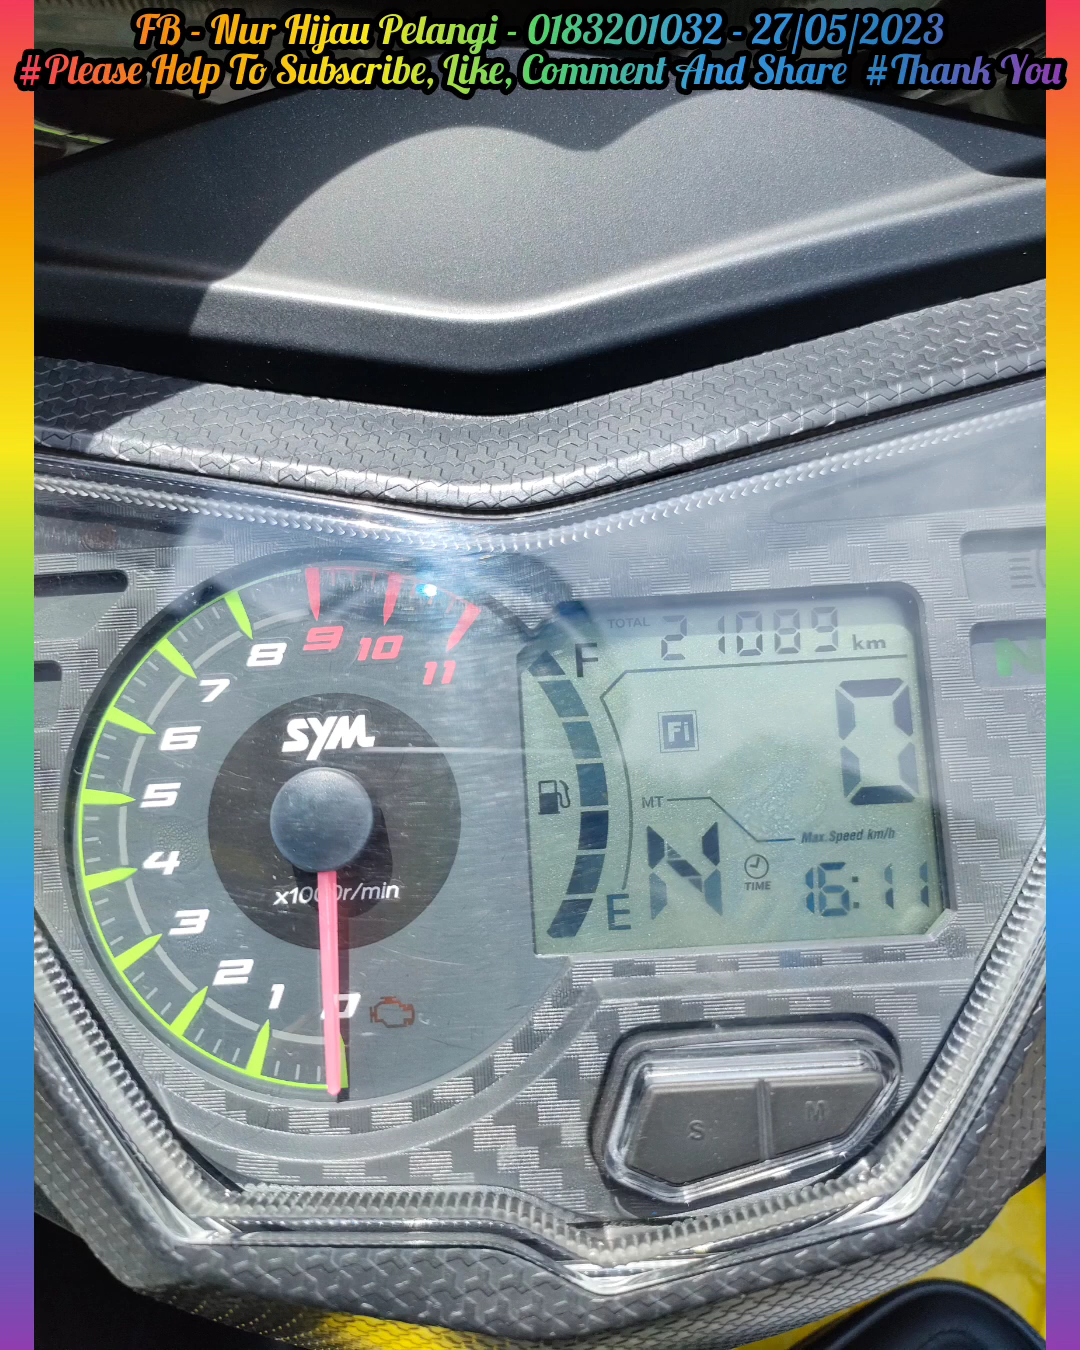 FB - Nur Hijau Pelangi - 0183201032 - 27/05/2023
#Please Help To Subscribe, Like, Comment And Share #Thank You
TOTAL 21089 km
F
8 9 10 11
7
6
5
4
3
2
1
0
SYM
x1000r/min
Fi
0
MT
Max.Speed km/h
N
TIME
16:11
E
N
S M